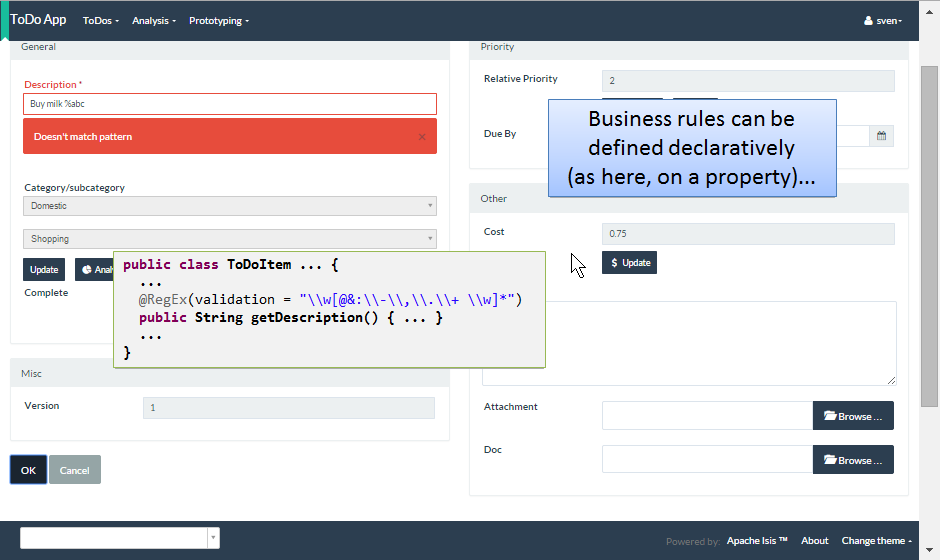 ToDo App ToDos Analysis Prototyping sven
General
Description *
Buy milk %abc
Doesn't match pattern ×
Category/subcategory
Domestic
Shopping
Update
Complete
public class ToDoItem ... {
...
@RegEx(validation = "\\w[@&:\\-\\,\\.\\+ \\w]*")
public String getDescription() { ... }
...
}
Misc
Version 1
OK Cancel
Priority
Relative Priority 2
Business rules can be
defined declaratively
(as here, on a property)...
Due By
Other
Cost 0.75
$ Update
Attachment Browse ...
Doc Browse ...
Powered by: Apache Isis ™ About Change theme